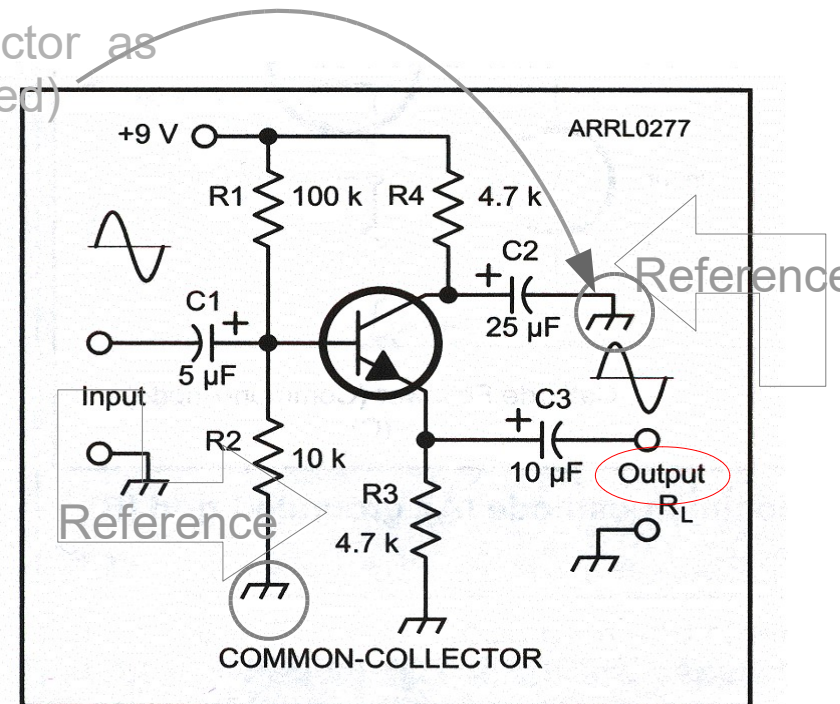 ctor as
ed)
ARRL0277
+9 V
R1
100 k
R4
4.7 k
C2
+
25 µF
Reference
C1
+
5 µF
Input
C3
+
10 µF
Output
R2
10 k
RL
R3
4.7 k
Reference
COMMON-COLLECTOR